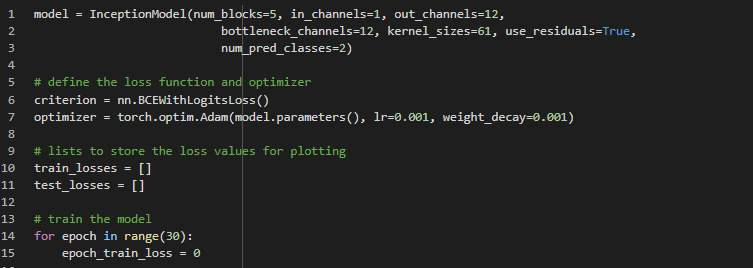 1 model = InceptionModel(num_blocks=5, in_channels=1, out_channels=12,
2                        bottleneck_channels=12, kernel_sizes=61, use_residuals=True,
3                        num_pred_classes=2)
4
5 # define the loss function and optimizer
6 criterion = nn.BCEWithLogitsLoss()
7 optimizer = torch.optim.Adam(model.parameters(), lr=0.001, weight_decay=0.001)
8
9 # lists to store the loss values for plotting
10 train_losses = []
11 test_losses = []
12
13 # train the model
14 for epoch in range(30):
15     epoch_train_loss = 0